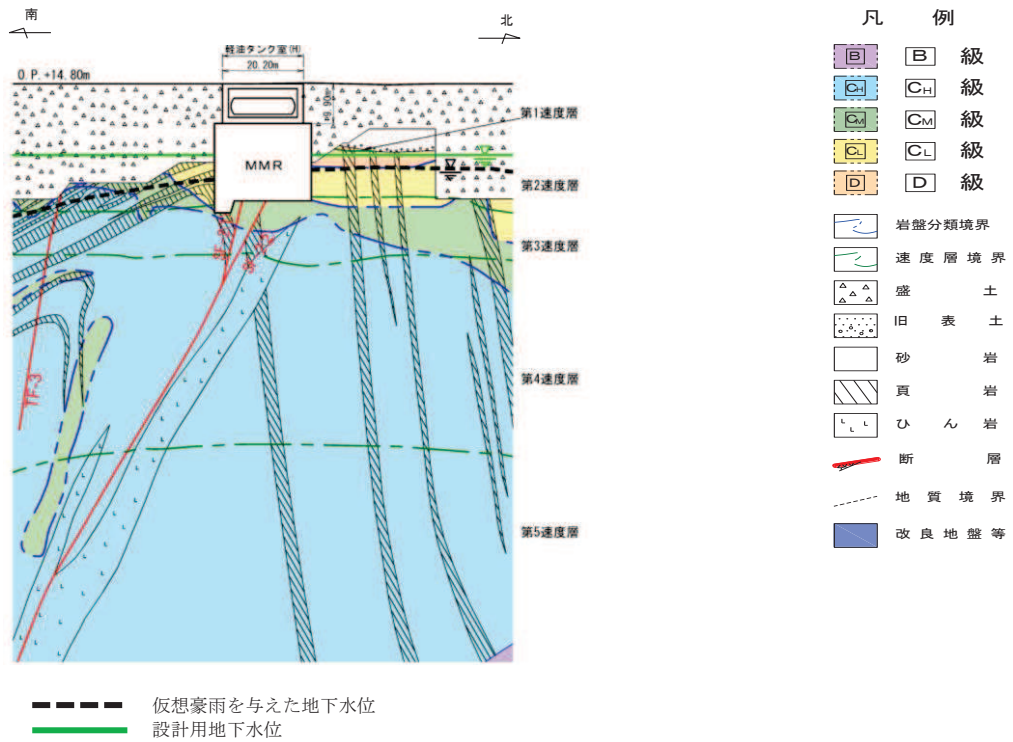 南
北
軽油タンク室(H)
20.20m
O.P.+14.80m
9.90m
MMR
第1速度層
第2速度層
第3速度層
第4速度層
第5速度層
TF-3
凡 例
B B 級
CH CH 級
CM CM 級
CL CL 級
D D 級
岩盤分類境界
速度層境界
盛土
旧表土
砂岩
頁岩
ひん岩
断層
地質境界
改良地盤等
仮想豪雨を与えた地下水位
設計用地下水位